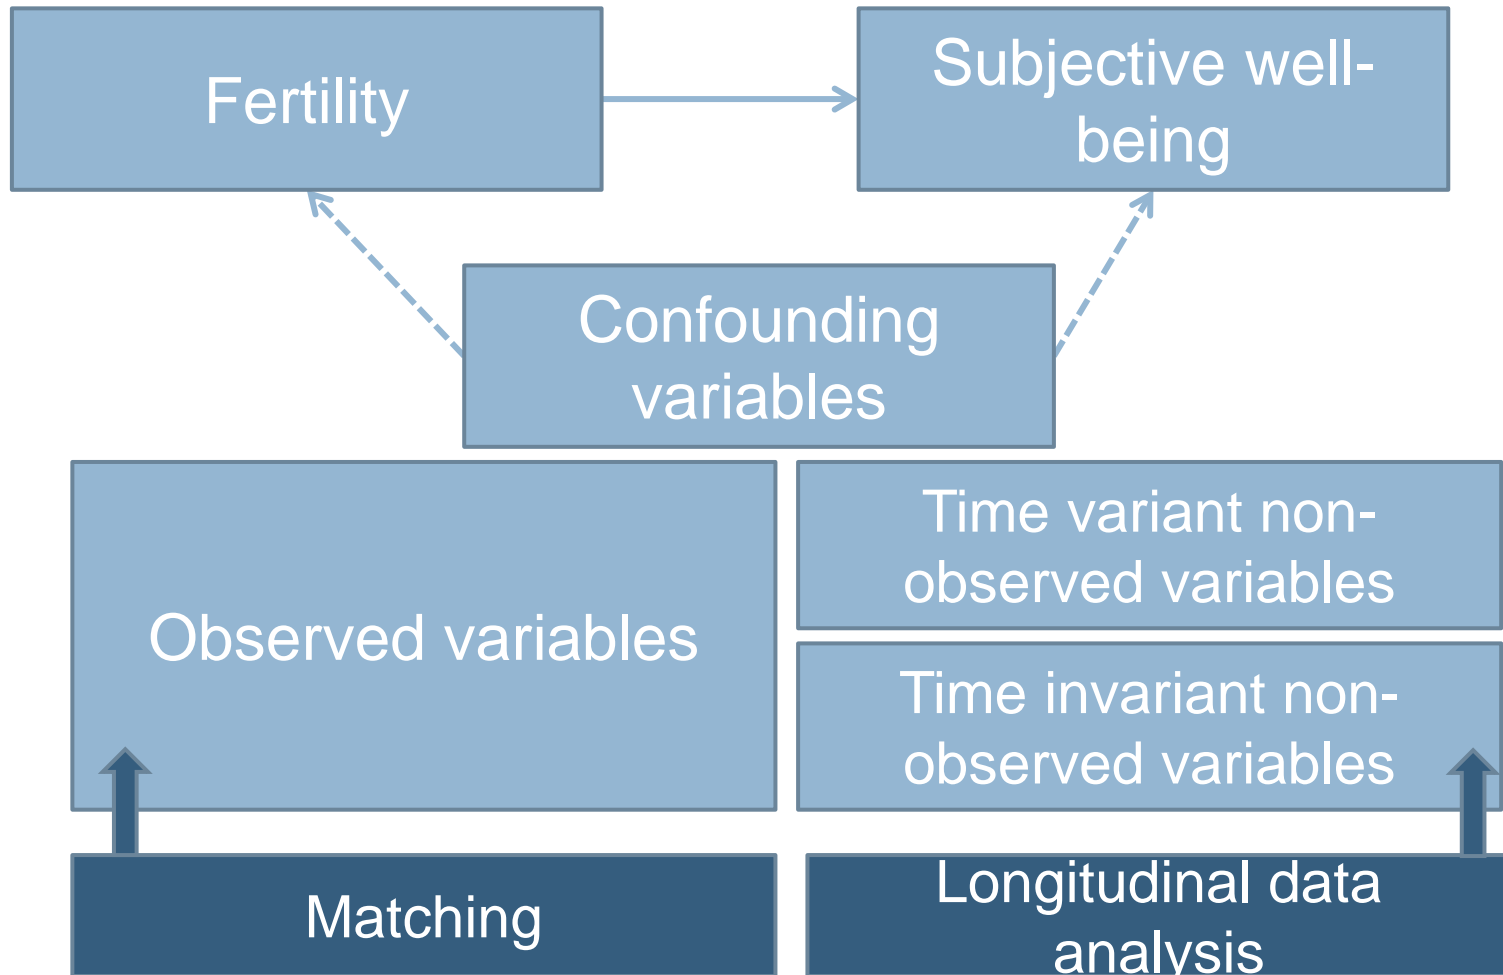 Fertility
Subjective well-
being
Confounding
variables
Observed variables
Time variant non-
observed variables
Time invariant non-
observed variables
Matching
Longitudinal data
analysis